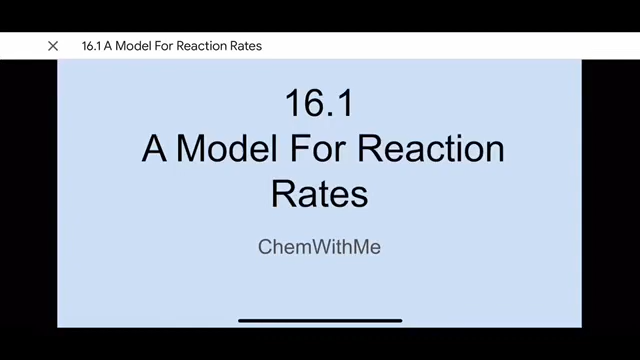 16.1 A Model For Reaction Rates
16.1
A Model For Reaction
Rates
ChemWithMe